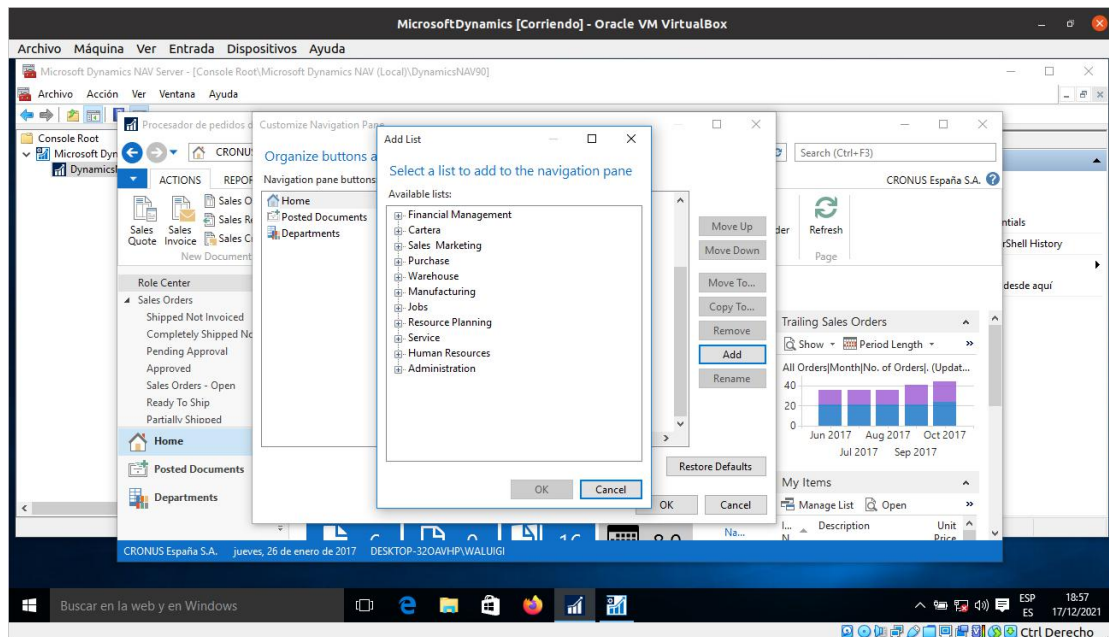 MicrosoftDynamics [Corriendo] - Oracle VM VirtualBox
Archivo Máquina Ver Entrada Dispositivos Ayuda
Microsoft Dynamics NAV Server - [Console Root\Microsoft Dynamics NAV (Local)\DynamicsNAV90]
Archivo Acción Ver Ventana Ayuda
Console Root
Microsoft Dyn
Dynamics
Procesador de pedidos d
CRONUS
Search (Ctrl+F3)
ACTIONS REPOR
CRONUS España S.A.
Sales Quote
Sales Invoice
Sales O
Sales Re
Sales Cr
New Document
der
Refresh
Page
Role Center
Sales Orders
Shipped Not Invoiced
Completely Shipped No
Pending Approval
Approved
Sales Orders - Open
Ready To Ship
Partially Shipped
Home
Posted Documents
Departments
Customize Navigation Pane
Organize buttons a
Navigation pane buttons
Home
Posted Documents
Departments
Add List
Select a list to add to the navigation pane
Available lists:
Financial Management
Cartera
Sales Marketing
Purchase
Warehouse
Manufacturing
Jobs
Resource Planning
Service
Human Resources
Administration
OK Cancel
Move Up
Move Down
Move To...
Copy To...
Remove
Add
Rename
Restore Defaults
OK Cancel
Trailing Sales Orders
Show Period Length »
All Orders|Month|No. of Orders|. (Updat...
40
20
0
Jun 2017 Aug 2017 Oct 2017
Jul 2017 Sep 2017
My Items
Manage List Open »
I... Description Unit
N Price
Na...
ntials
rShell History
desde aquí
CRONUS España S.A. jueves, 26 de enero de 2017 DESKTOP-32OAVHP\WALUIGI
Buscar en la web y en Windows
ESP 18:57
ES 17/12/2021
Ctrl Derecho